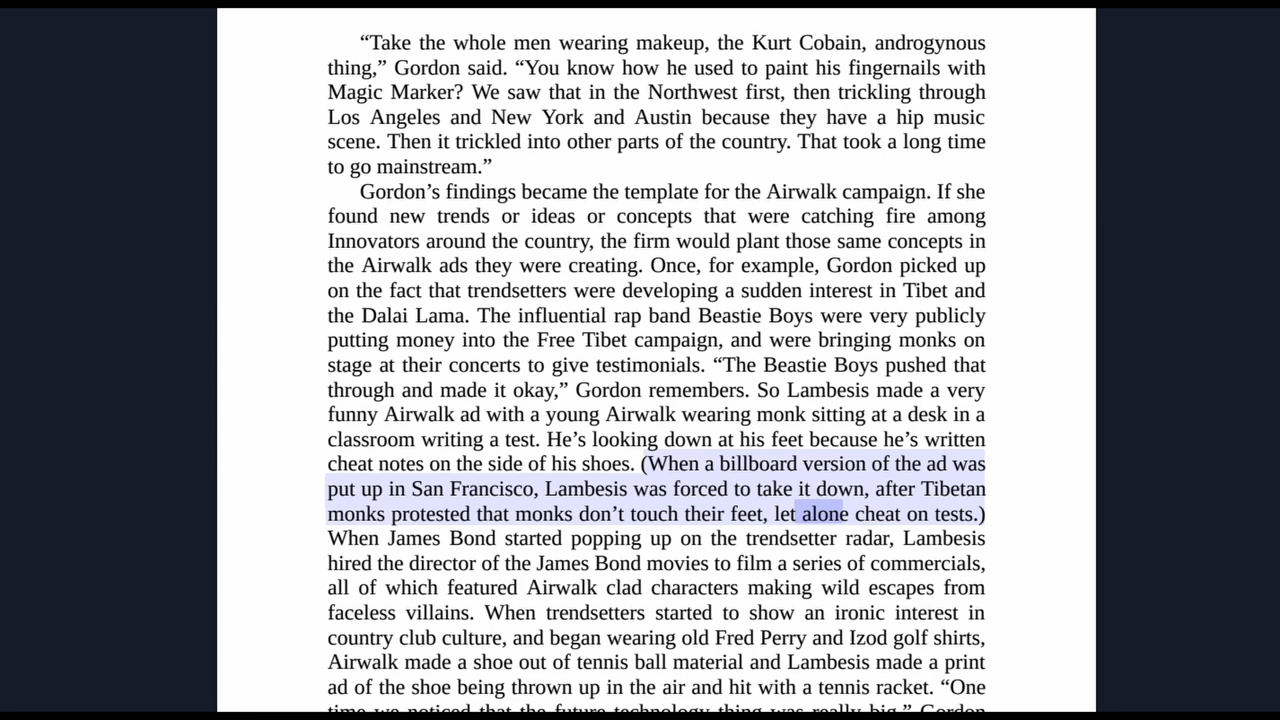 “Take the whole men wearing makeup, the Kurt Cobain, androgynous
thing,” Gordon said. “You know how he used to paint his fingernails with
Magic Marker? We saw that in the Northwest first, then trickling through
Los Angeles and New York and Austin because they have a hip music
scene. Then it trickled into other parts of the country. That took a long time
to go mainstream.”
Gordon’s findings became the template for the Airwalk campaign. If she
found new trends or ideas or concepts that were catching fire among
Innovators around the country, the firm would plant those same concepts in
the Airwalk ads they were creating. Once, for example, Gordon picked up
on the fact that trendsetters were developing a sudden interest in Tibet and
the Dalai Lama. The influential rap band Beastie Boys were very publicly
putting money into the Free Tibet campaign, and were bringing monks on
stage at their concerts to give testimonials. “The Beastie Boys pushed that
through and made it okay,” Gordon remembers. So Lambesis made a very
funny Airwalk ad with a young Airwalk wearing monk sitting at a desk in a
classroom writing a test. He’s looking down at his feet because he’s written
cheat notes on the side of his shoes. (When a billboard version of the ad was
put up in San Francisco, Lambesis was forced to take it down, after Tibetan
monks protested that monks don’t touch their feet, let alone cheat on tests.)
When James Bond started popping up on the trendsetter radar, Lambesis
hired the director of the James Bond movies to film a series of commercials,
all of which featured Airwalk clad characters making wild escapes from
faceless villains. When trendsetters started to show an ironic interest in
country club culture, and began wearing old Fred Perry and Izod golf shirts,
Airwalk made a shoe out of tennis ball material and Lambesis made a print
ad of the shoe being thrown up in the air and hit with a tennis racket. “One
time we noticed that the future technology thing was really big,” Gordon